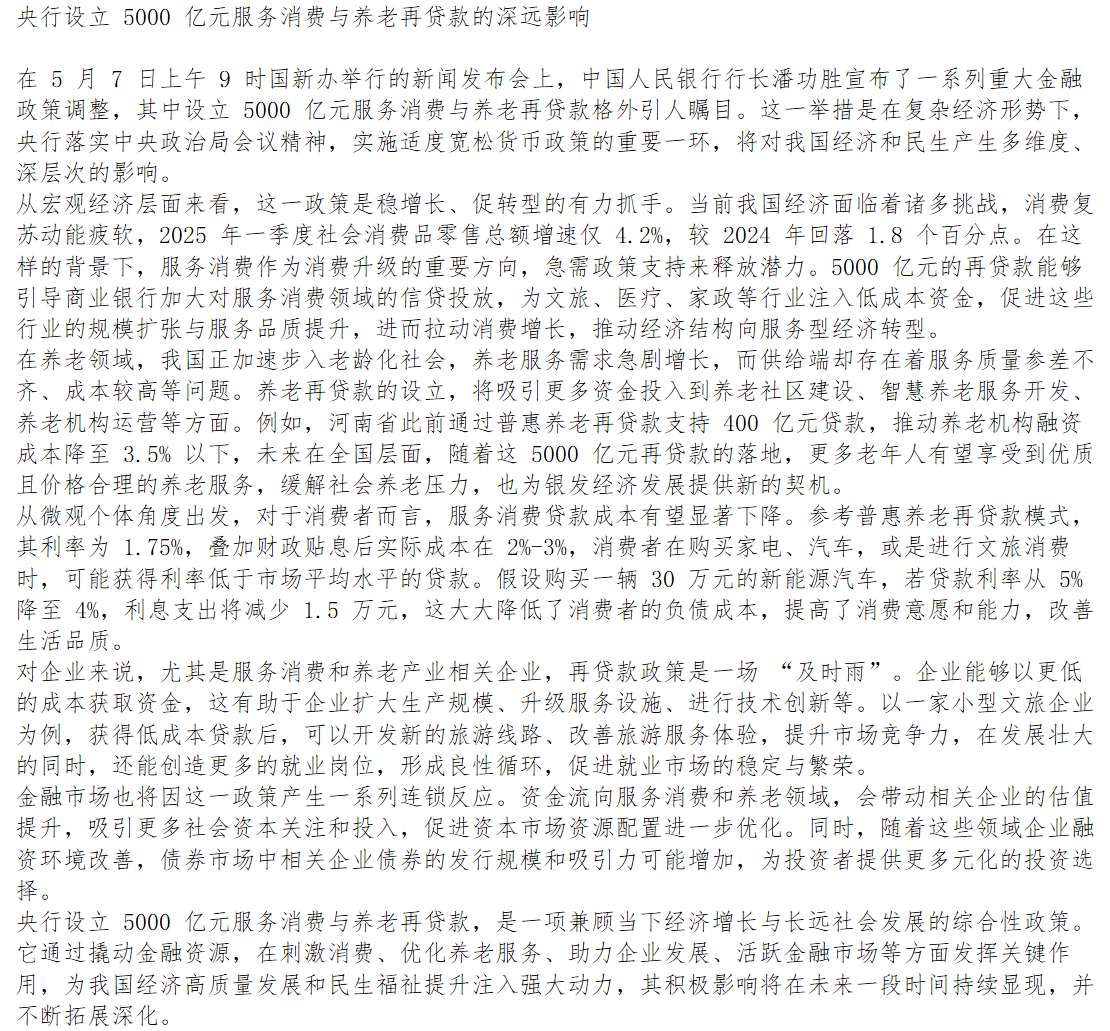 央行设立 5000 亿元服务消费与养老再贷款的深远影响
在 5 月 7 日上午 9 时国新办举行的新闻发布会上，中国人民银行行长潘功胜宣布了一系列重大金融
政策调整，其中设立 5000 亿元服务消费与养老再贷款格外引人瞩目。这一举措是在复杂经济形势下，
央行落实中央政治局会议精神，实施适度宽松货币政策的重要一环，将对我国经济和民生产生多维度、
深层次的影响。
从宏观经济层面来看，这一政策是稳增长、促转型的有力抓手。当前我国经济面临着诸多挑战，消费复
苏动能疲软，2025 年一季度社会消费品零售总额增速仅 4.2%，较 2024 年回落 1.8 个百分点。在这
样的背景下，服务消费作为消费升级的重要方向，急需政策支持来释放潜力。5000 亿元的再贷款能够
引导商业银行加大对服务消费领域的信贷投放，为文旅、医疗、家政等行业注入低成本资金，促进这些
行业的规模扩张与服务品质提升，进而拉动消费增长，推动经济结构向服务型经济转型。
在养老领域，我国正加速步入老龄化社会，养老服务需求急剧增长，而供给端却存在着服务质量参差不
齐、成本较高等问题。养老再贷款的设立，将吸引更多资金投入到养老社区建设、智慧养老服务开发、
养老机构运营等方面。例如，河南省此前通过普惠养老再贷款支持 400 亿元贷款，推动养老机构融资
成本降至 3.5% 以下，未来在全国层面，随着这 5000 亿元再贷款的落地，更多老年人有望享受到优质
且价格合理的养老服务，缓解社会养老压力，也为银发经济发展提供新的契机。
从微观个体角度出发，对于消费者而言，服务消费贷款成本有望显著下降。参考普惠养老再贷款模式，
其利率为 1.75%，叠加财政贴息后实际成本在 2%-3%，消费者在购买家电、汽车，或是进行文旅消费
时，可能获得利率低于市场平均水平的贷款。假设购买一辆 30 万元的新能源汽车，若贷款利率从 5%
降至 4%，利息支出将减少 1.5 万元，这大大降低了消费者的负债成本，提高了消费意愿和能力，改善
生活品质。
对企业来说，尤其是服务消费和养老产业相关企业，再贷款政策是一场 “及时雨”。企业能够以更低
的成本获取资金，这有助于企业扩大生产规模、升级服务设施、进行技术创新等。以一家小型文旅企业
为例，获得低成本贷款后，可以开发新的旅游线路、改善旅游服务体验，提升市场竞争力，在发展壮大
的同时，还能创造更多的就业岗位，形成良性循环，促进就业市场的稳定与繁荣。
金融市场也将因这一政策产生一系列连锁反应。资金流向服务消费和养老领域，会带动相关企业的估值
提升，吸引更多社会资本关注和投入，促进资本市场资源配置进一步优化。同时，随着这些领域企业融
资环境改善，债券市场中相关企业债券的发行规模和吸引力可能增加，为投资者提供更多元化的投资选
择。
央行设立 5000 亿元服务消费与养老再贷款，是一项兼顾当下经济增长与长远社会发展的综合性政策。
它通过撬动金融资源，在刺激消费、优化养老服务、助力企业发展、活跃金融市场等方面发挥关键作
用，为我国经济高质量发展和民生福祉提升注入强大动力，其积极影响将在未来一段时间持续显现，并
不断拓展深化。